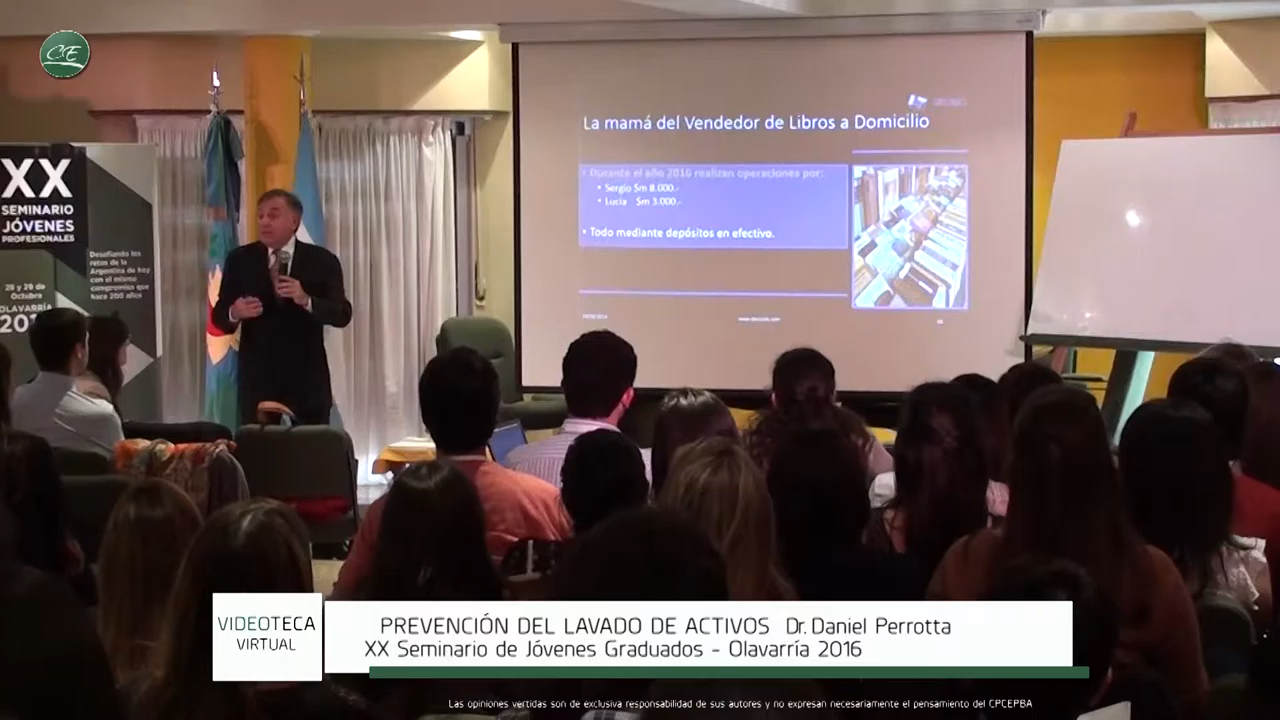 CE
XX
SEMINARIO
JÓVENES
PROFESIONALES
Desafiando los
retos de la
Argentina de hoy
con el mismo
compromiso que
hace 200 años
28 y 29 de
Octubre
OLAVARRÍA
La mamá del Vendedor de Libros a Domicilio
• Durante el año 2016 realizan operaciones por:
• Sergio $m 8.000.-
• Lucía $m 3.000.-
• Todo mediante depósitos en efectivo.
VIDEOTECA
VIRTUAL
PREVENCIÓN DEL LAVADO DE ACTIVOS Dr. Daniel Perrotta
XX Seminario de Jóvenes Graduados - Olavarría 2016
Las opiniones vertidas son de exclusiva responsabilidad de sus autores y no expresan necesariamente el pensamiento del CPCEPBA